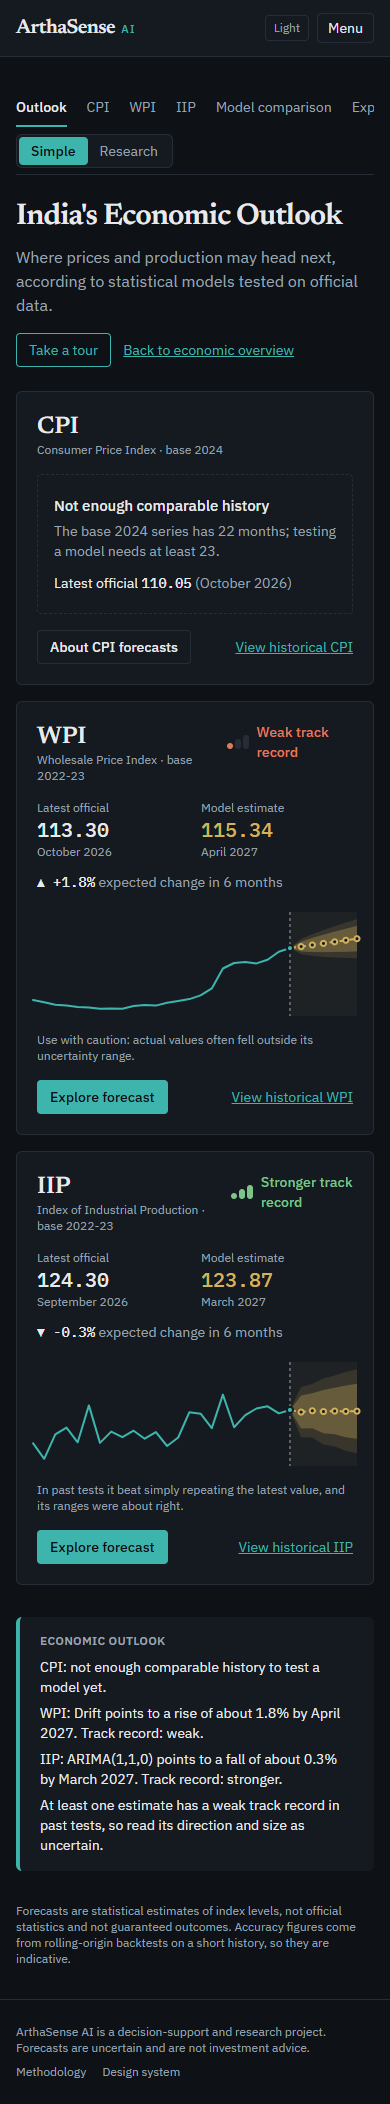 ArthaSense AI
Light
Menu
Outlook CPI WPI IIP Model comparison Exp
Simple Research
India's Economic Outlook
Where prices and production may head next,
according to statistical models tested on official
data.
Take a tour Back to economic overview
CPI
Consumer Price Index · base 2024
Not enough comparable history
The base 2024 series has 22 months; testing
a model needs at least 23.
Latest official 110.05 (October 2026)
About CPI forecasts View historical CPI
WPI
Weak track
record
Wholesale Price Index · base
2022-23
Latest official Model estimate
113.30 115.34
October 2026 April 2027
▲ +1.8% expected change in 6 months
Use with caution: actual values often fell outside its
uncertainty range.
Explore forecast View historical WPI
IIP
Stronger track
record
Index of Industrial Production ·
base 2022-23
Latest official Model estimate
124.30 123.87
September 2026 March 2027
▼ -0.3% expected change in 6 months
In past tests it beat simply repeating the latest value, and
its ranges were about right.
Explore forecast View historical IIP
ECONOMIC OUTLOOK
CPI: not enough comparable history to test a
model yet.
WPI: Drift points to a rise of about 1.8% by April
2027. Track record: weak.
IIP: ARIMA(1,1,0) points to a fall of about 0.3%
by March 2027. Track record: stronger.
At least one estimate has a weak track record in
past tests, so read its direction and size as
uncertain.
Forecasts are statistical estimates of index levels, not official
statistics and not guaranteed outcomes. Accuracy figures come
from rolling-origin backtests on a short history, so they are
indicative.
ArthaSense AI is a decision-support and research project.
Forecasts are uncertain and are not investment advice.
Methodology Design system